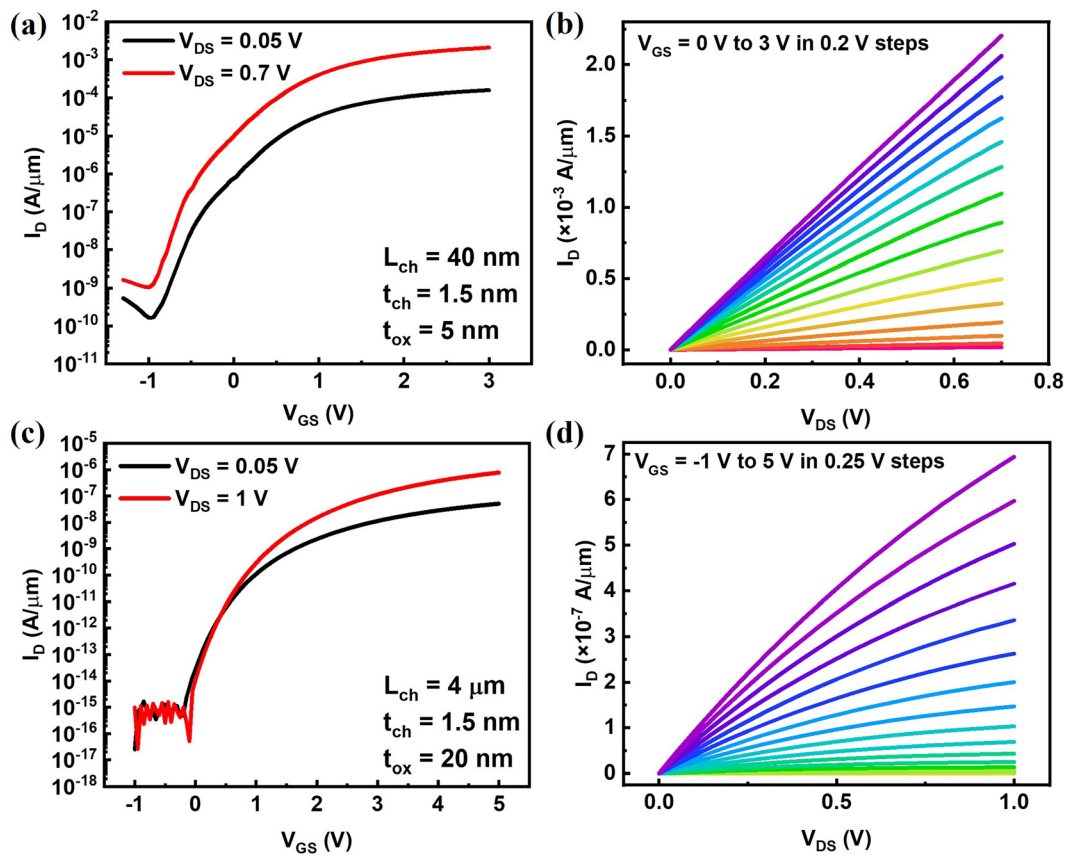 (a)
V_DS = 0.05 V
V_DS = 0.7 V
L_ch = 40 nm
t_ch = 1.5 nm
t_ox = 5 nm
10^-2
10^-3
10^-4
10^-5
10^-6
10^-7
10^-8
10^-9
10^-10
10^-11
I_D (A/μm)
-1 0 1 2 3
V_GS (V)
(b)
V_GS = 0 V to 3 V in 0.2 V steps
2.0
1.5
1.0
0.5
0.0
I_D (×10^-3 A/μm)
0.0 0.2 0.4 0.6 0.8
V_DS (V)
(c)
V_DS = 0.05 V
V_DS = 1 V
L_ch = 4 μm
t_ch = 1.5 nm
t_ox = 20 nm
10^-5
10^-6
10^-7
10^-8
10^-9
10^-10
10^-11
10^-12
10^-13
10^-14
10^-15
10^-16
10^-17
10^-18
I_D (A/μm)
-1 0 1 2 3 4 5
V_GS (V)
(d)
V_GS = -1 V to 5 V in 0.25 V steps
7
6
5
4
3
2
1
0
I_D (×10^-7 A/μm)
0.0 0.5 1.0
V_DS (V)